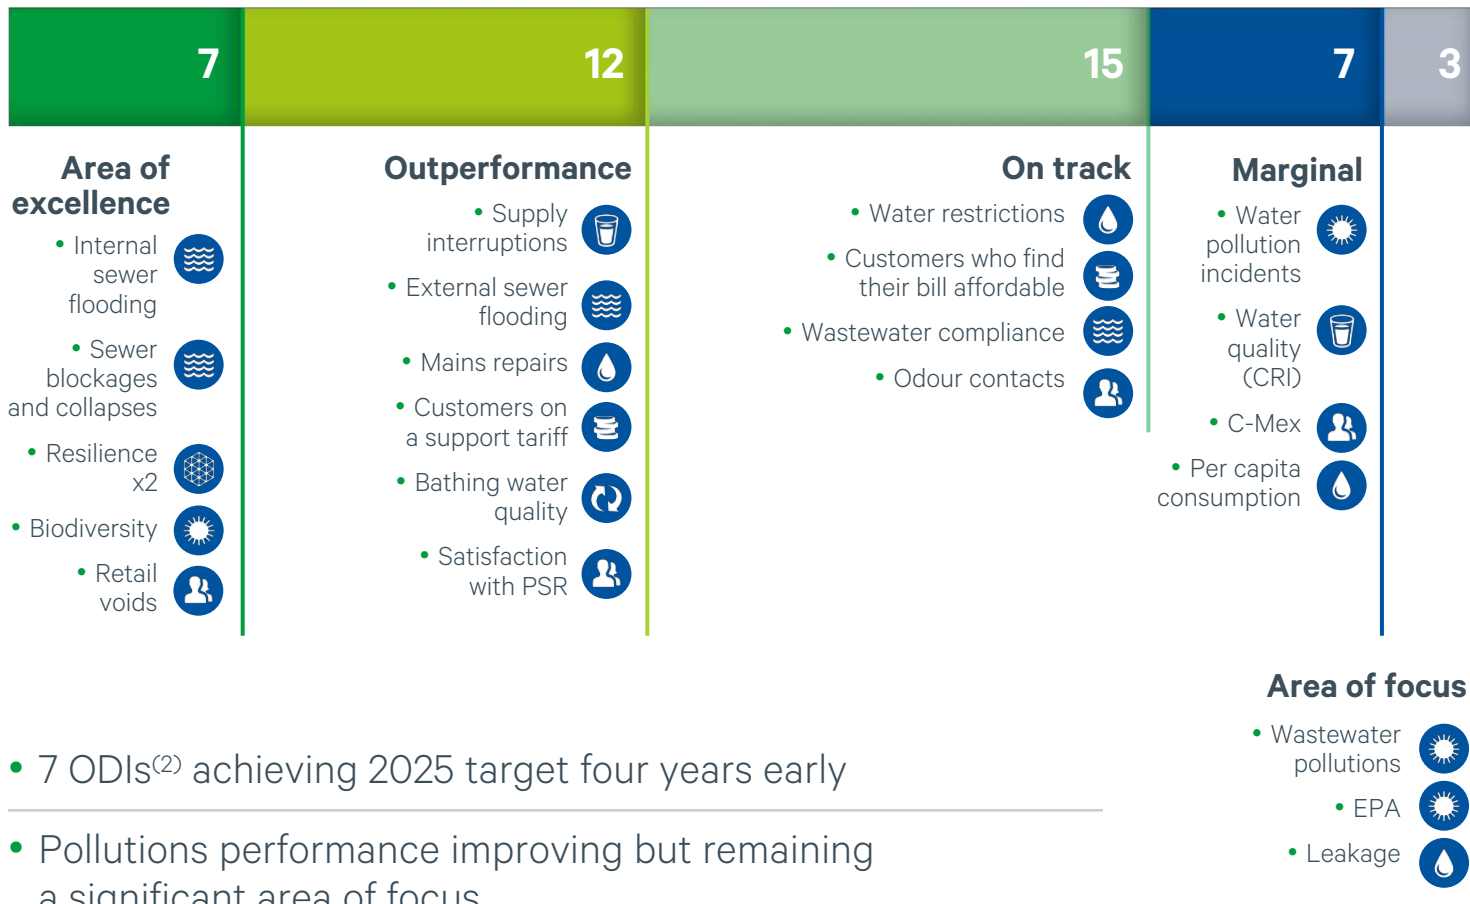 7
12
15
7
3
Area of
excellence
• Internal
sewer
flooding
• Sewer
blockages
and collapses
• Resilience
x2
• Biodiversity
• Retail
voids
Outperformance
• Supply
interruptions
• External sewer
flooding
• Mains repairs
• Customers on
a support tariff
• Bathing water
quality
• Satisfaction
with PSR
On track
• Water restrictions
• Customers who find
their bill affordable
• Wastewater compliance
• Odour contacts
Marginal
• Water
pollution
incidents
• Water
quality
(CRI)
• C-Mex
• Per capita
consumption
Area of focus
• Wastewater
pollutions
• EPA
• Leakage
• 7 ODIs(2) achieving 2025 target four years early
• Pollutions performance improving but remaining
a significant area of focus